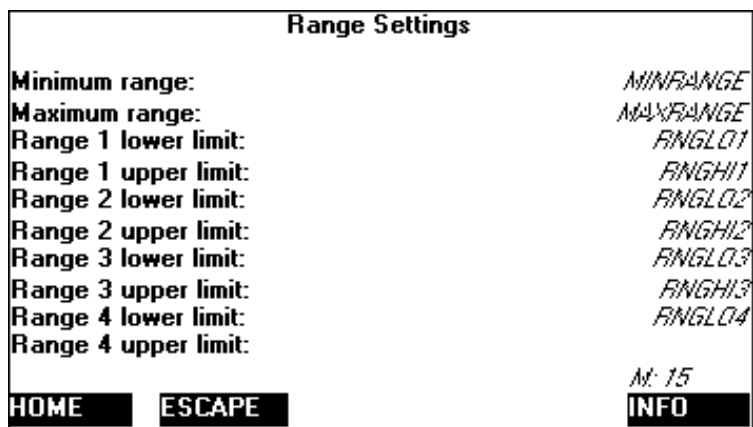 Range Settings
Minimum range: MINRANGE
Maximum range: MAXRANGE
Range 1 lower limit: RNGLO1
Range 1 upper limit: RNGHI1
Range 2 lower limit: RNGLO2
Range 2 upper limit: RNGHI2
Range 3 lower limit: RNGLO3
Range 3 upper limit: RNGHI3
Range 4 lower limit: RNGLO4
Range 4 upper limit:
M: 15
HOME ESCAPE INFO